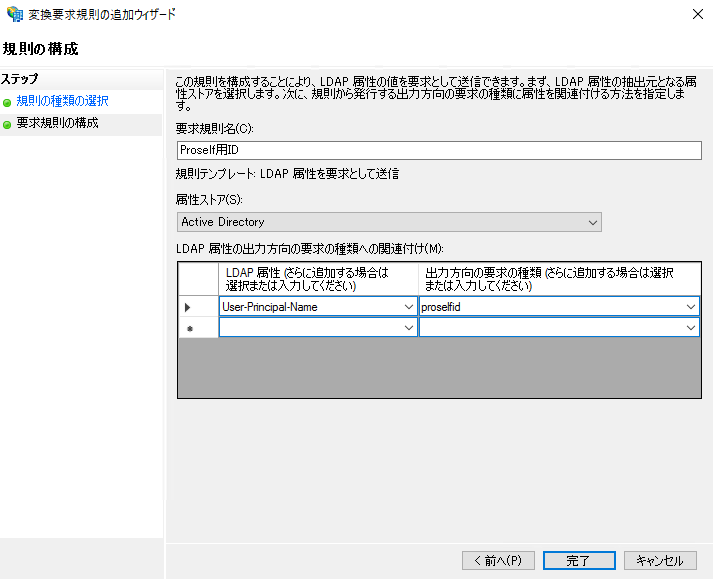 変換要求規則の追加ウィザード
規則の構成
ステップ
規則の種類の選択
要求規則の構成
この規則を構成することにより、LDAP 属性の値を要求として送信できます。まず、LDAP 属性の抽出元となる属
性ストアを選択します。次に、規則から発行する出力方向の要求の種類に属性を関連付ける方法を指定しま
す。
要求規則名(C):
Proself用ID
規則テンプレート: LDAP 属性を要求として送信
属性ストア(S):
Active Directory
LDAP 属性の出力方向の要求の種類への関連付け(M):
LDAP 属性 (さらに追加する場合は
選択または入力してください)
出力方向の要求の種類 (さらに追加する場合は選択
または入力してください)
User-Principal-Name
proselfid
< 前へ(P)
完了
キャンセル